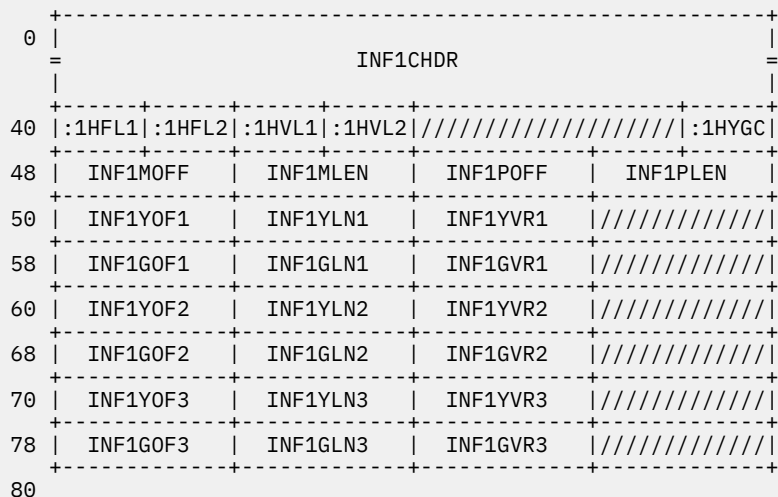 0
INF1CHDR
40 |:1HFL1|:1HFL2|:1HVL1|:1HVL2|////////////////////|:1HYGC|
48 | INF1MOFF | INF1MLEN | INF1POFF | INF1PLEN |
50 | INF1YOF1 | INF1YLN1 | INF1YVR1 |/////////////|
58 | INF1GOF1 | INF1GLN1 | INF1GVR1 |/////////////|
60 | INF1YOF2 | INF1YLN2 | INF1YVR2 |/////////////|
68 | INF1GOF2 | INF1GLN2 | INF1GVR2 |/////////////|
70 | INF1YOF3 | INF1YLN3 | INF1YVR3 |/////////////|
78 | INF1GOF3 | INF1GLN3 | INF1GVR3 |/////////////|
80